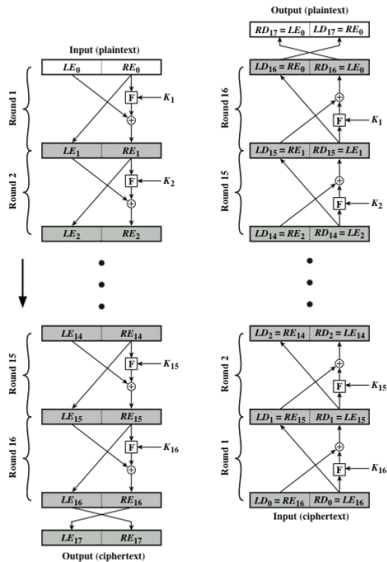 Input (plaintext)
LE0 RE0
Round 1
F K1
LE1 RE1
Round 2
F K2
LE2 RE2
LE14 RE14
Round 15
F K15
LE15 RE15
Round 16
F K16
LE16 RE16
LE17 RE17
Output (ciphertext)
Output (plaintext)
RD17 = LE0 LD17 = RE0
LD16 = RE0 RD16 = LE0
Round 16
F K1
LD15 = RE1 RD15 = LE1
Round 15
F K2
LD14 = RE2 RD14 = LE2
LD2 = RE14 RD2 = LE14
Round 2
F K15
LD1 = RE15 RD1 = LE15
Round 1
F K16
LD0 = RE16 RD0 = LE16
Input (ciphertext)